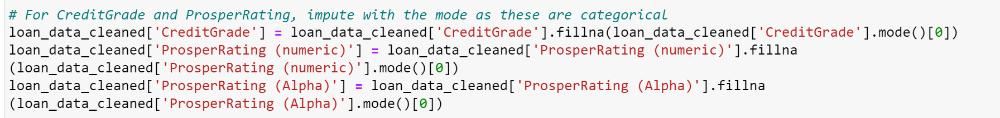 # For CreditGrade and ProsperRating, impute with the mode as these are categorical
loan_data_cleaned['CreditGrade'] = loan_data_cleaned['CreditGrade'].fillna(loan_data_cleaned['CreditGrade'].mode()[0])
loan_data_cleaned['ProsperRating (numeric)'] = loan_data_cleaned['ProsperRating (numeric)'].fillna
(loan_data_cleaned['ProsperRating (numeric)'].mode()[0])
loan_data_cleaned['ProsperRating (Alpha)'] = loan_data_cleaned['ProsperRating (Alpha)'].fillna
(loan_data_cleaned['ProsperRating (Alpha)'].mode()[0])